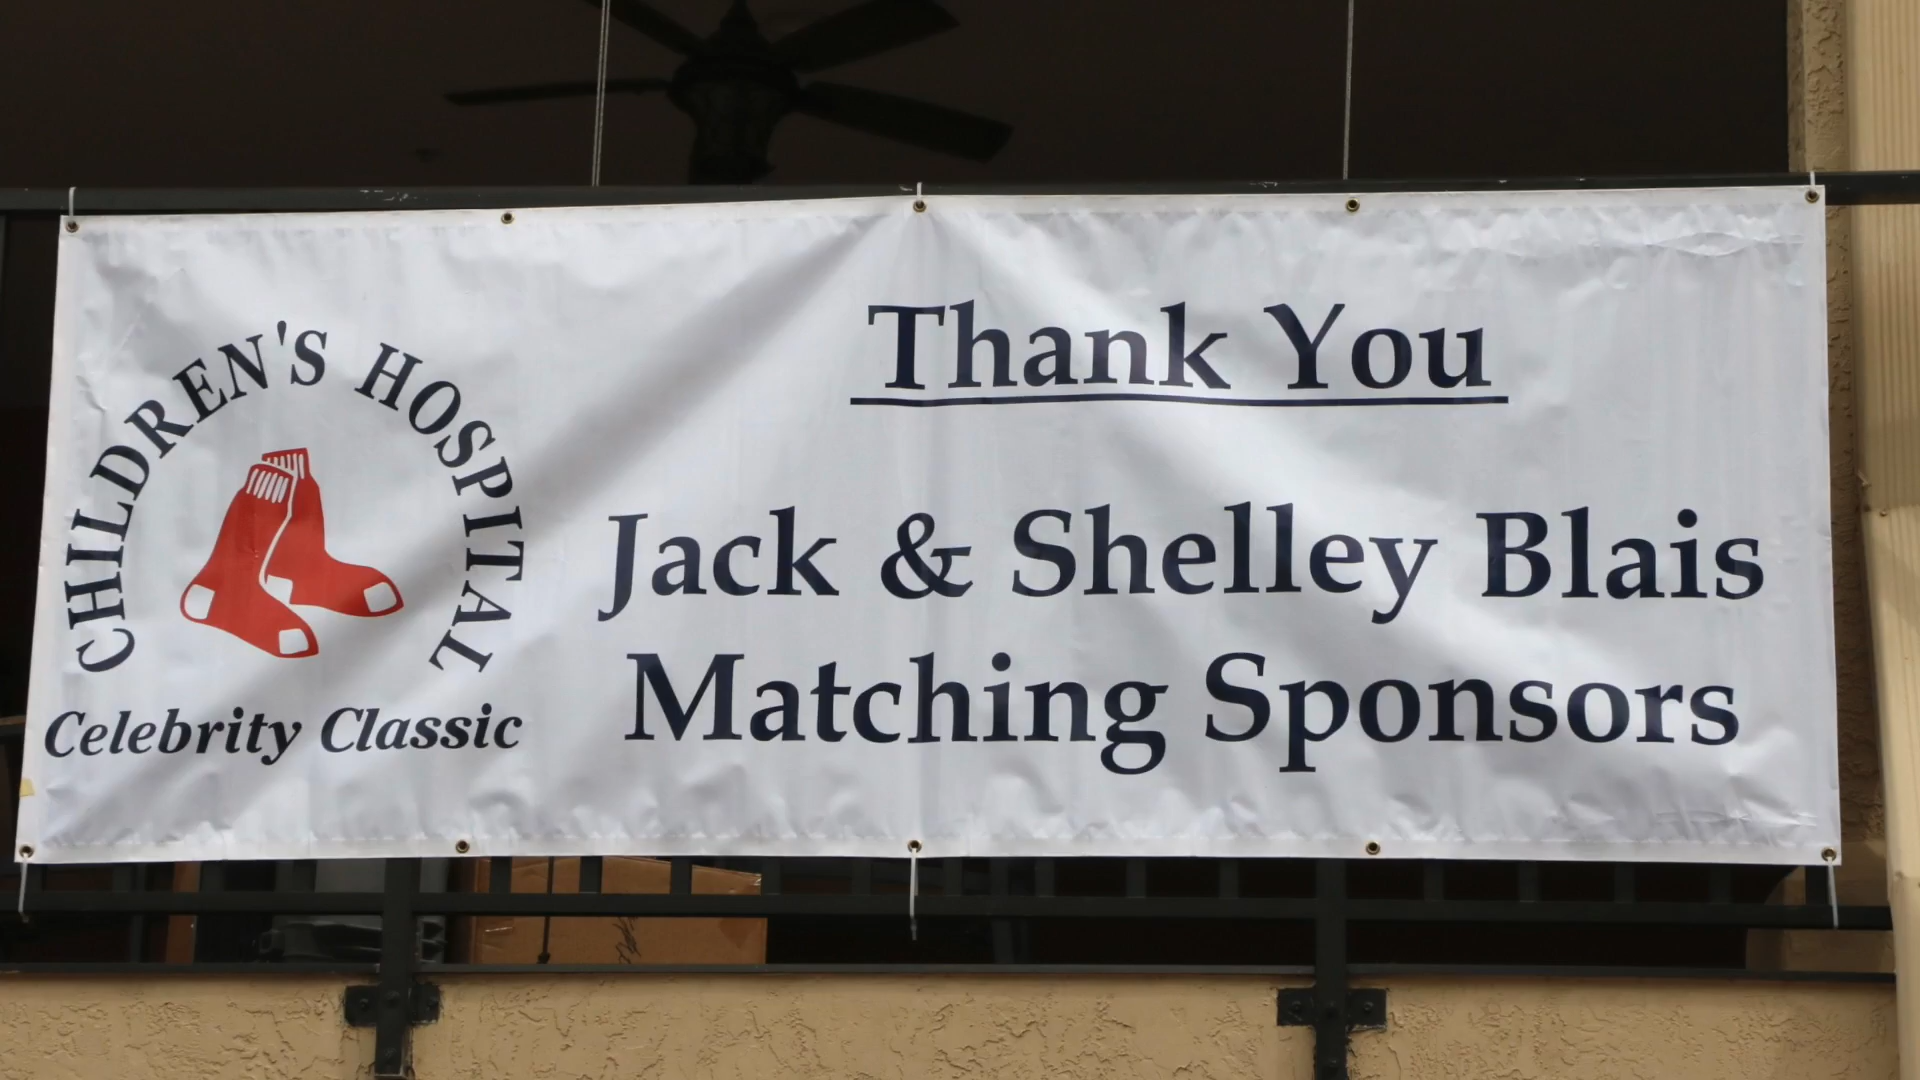 CHILDREN'S HOSPITAL
Celebrity Classic
Thank You
Jack & Shelley Blais
Matching Sponsors